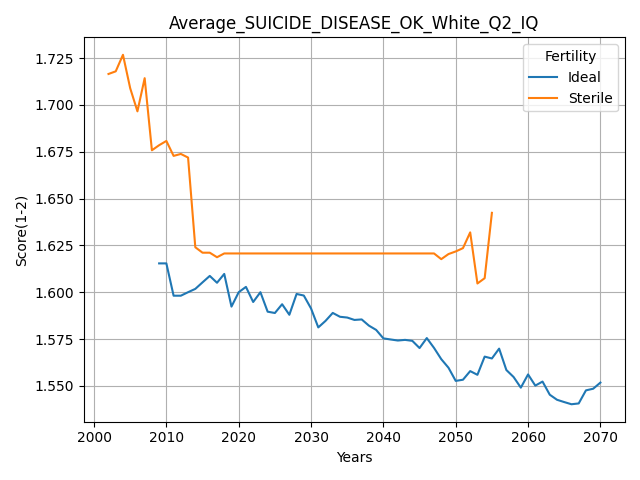 Average_SUICIDE_DISEASE_OK_White_Q2_IQ
Fertility
Ideal
Sterile
Score(1-2)
1.725
1.700
1.675
1.650
1.625
1.600
1.575
1.550
2000 2010 2020 2030 2040 2050 2060 2070
Years